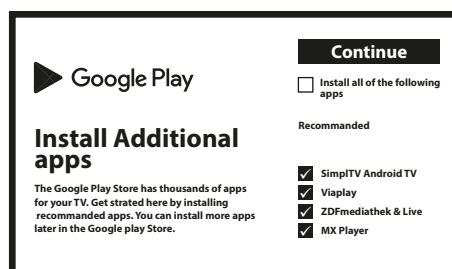 Google Play
Install Additional
apps
The Google Play Store has thousands of apps
for your TV. Get strated here by installing
recommanded apps. You can install more apps
later in the Google play Store.
Continue
Install all of the following
apps
Recommanded
SimplTV Android TV
Viaplay
ZDFmediathek & Live
MX Player